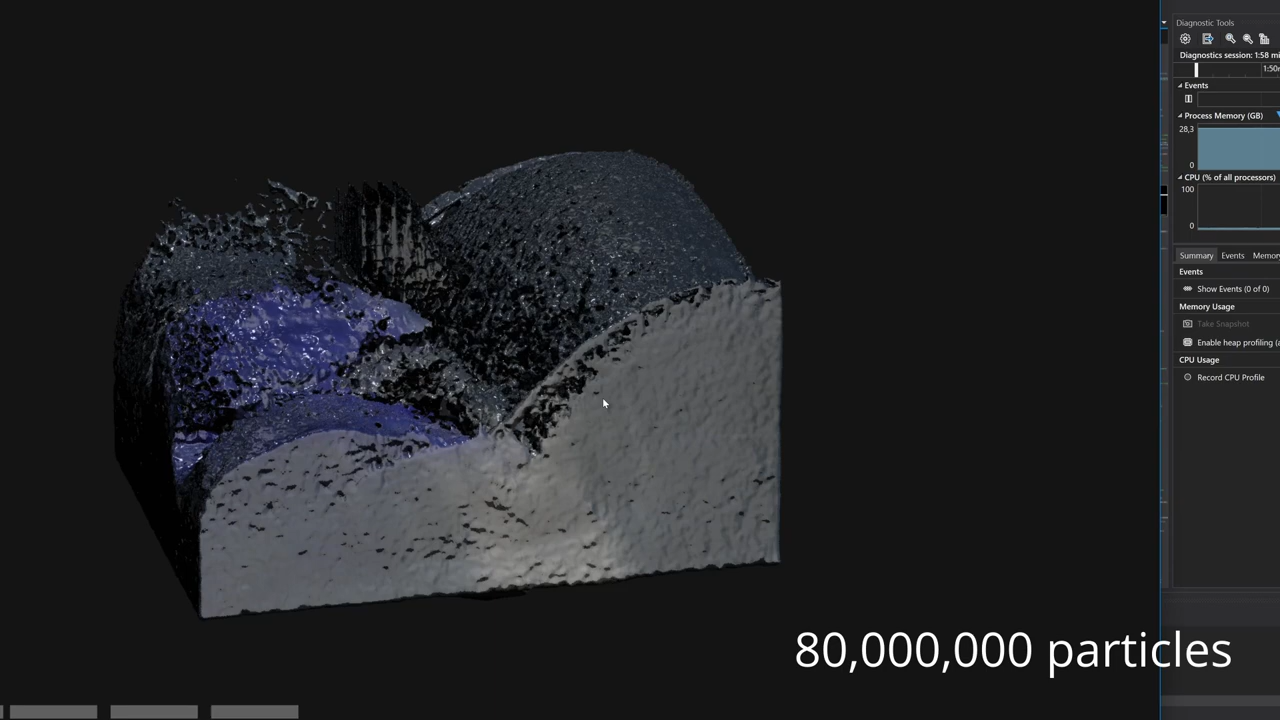 Diagnostic Tools
Diagnostics session: 1:58 mi
1:50
Events
Process Memory (GB)
28,3
0
CPU (% of all processors)
100
0
Summary Events Memory
Events
Show Events (0 of 0)
Memory Usage
Take Snapshot
Enable heap profiling (a
CPU Usage
Record CPU Profile
80,000,000 particles